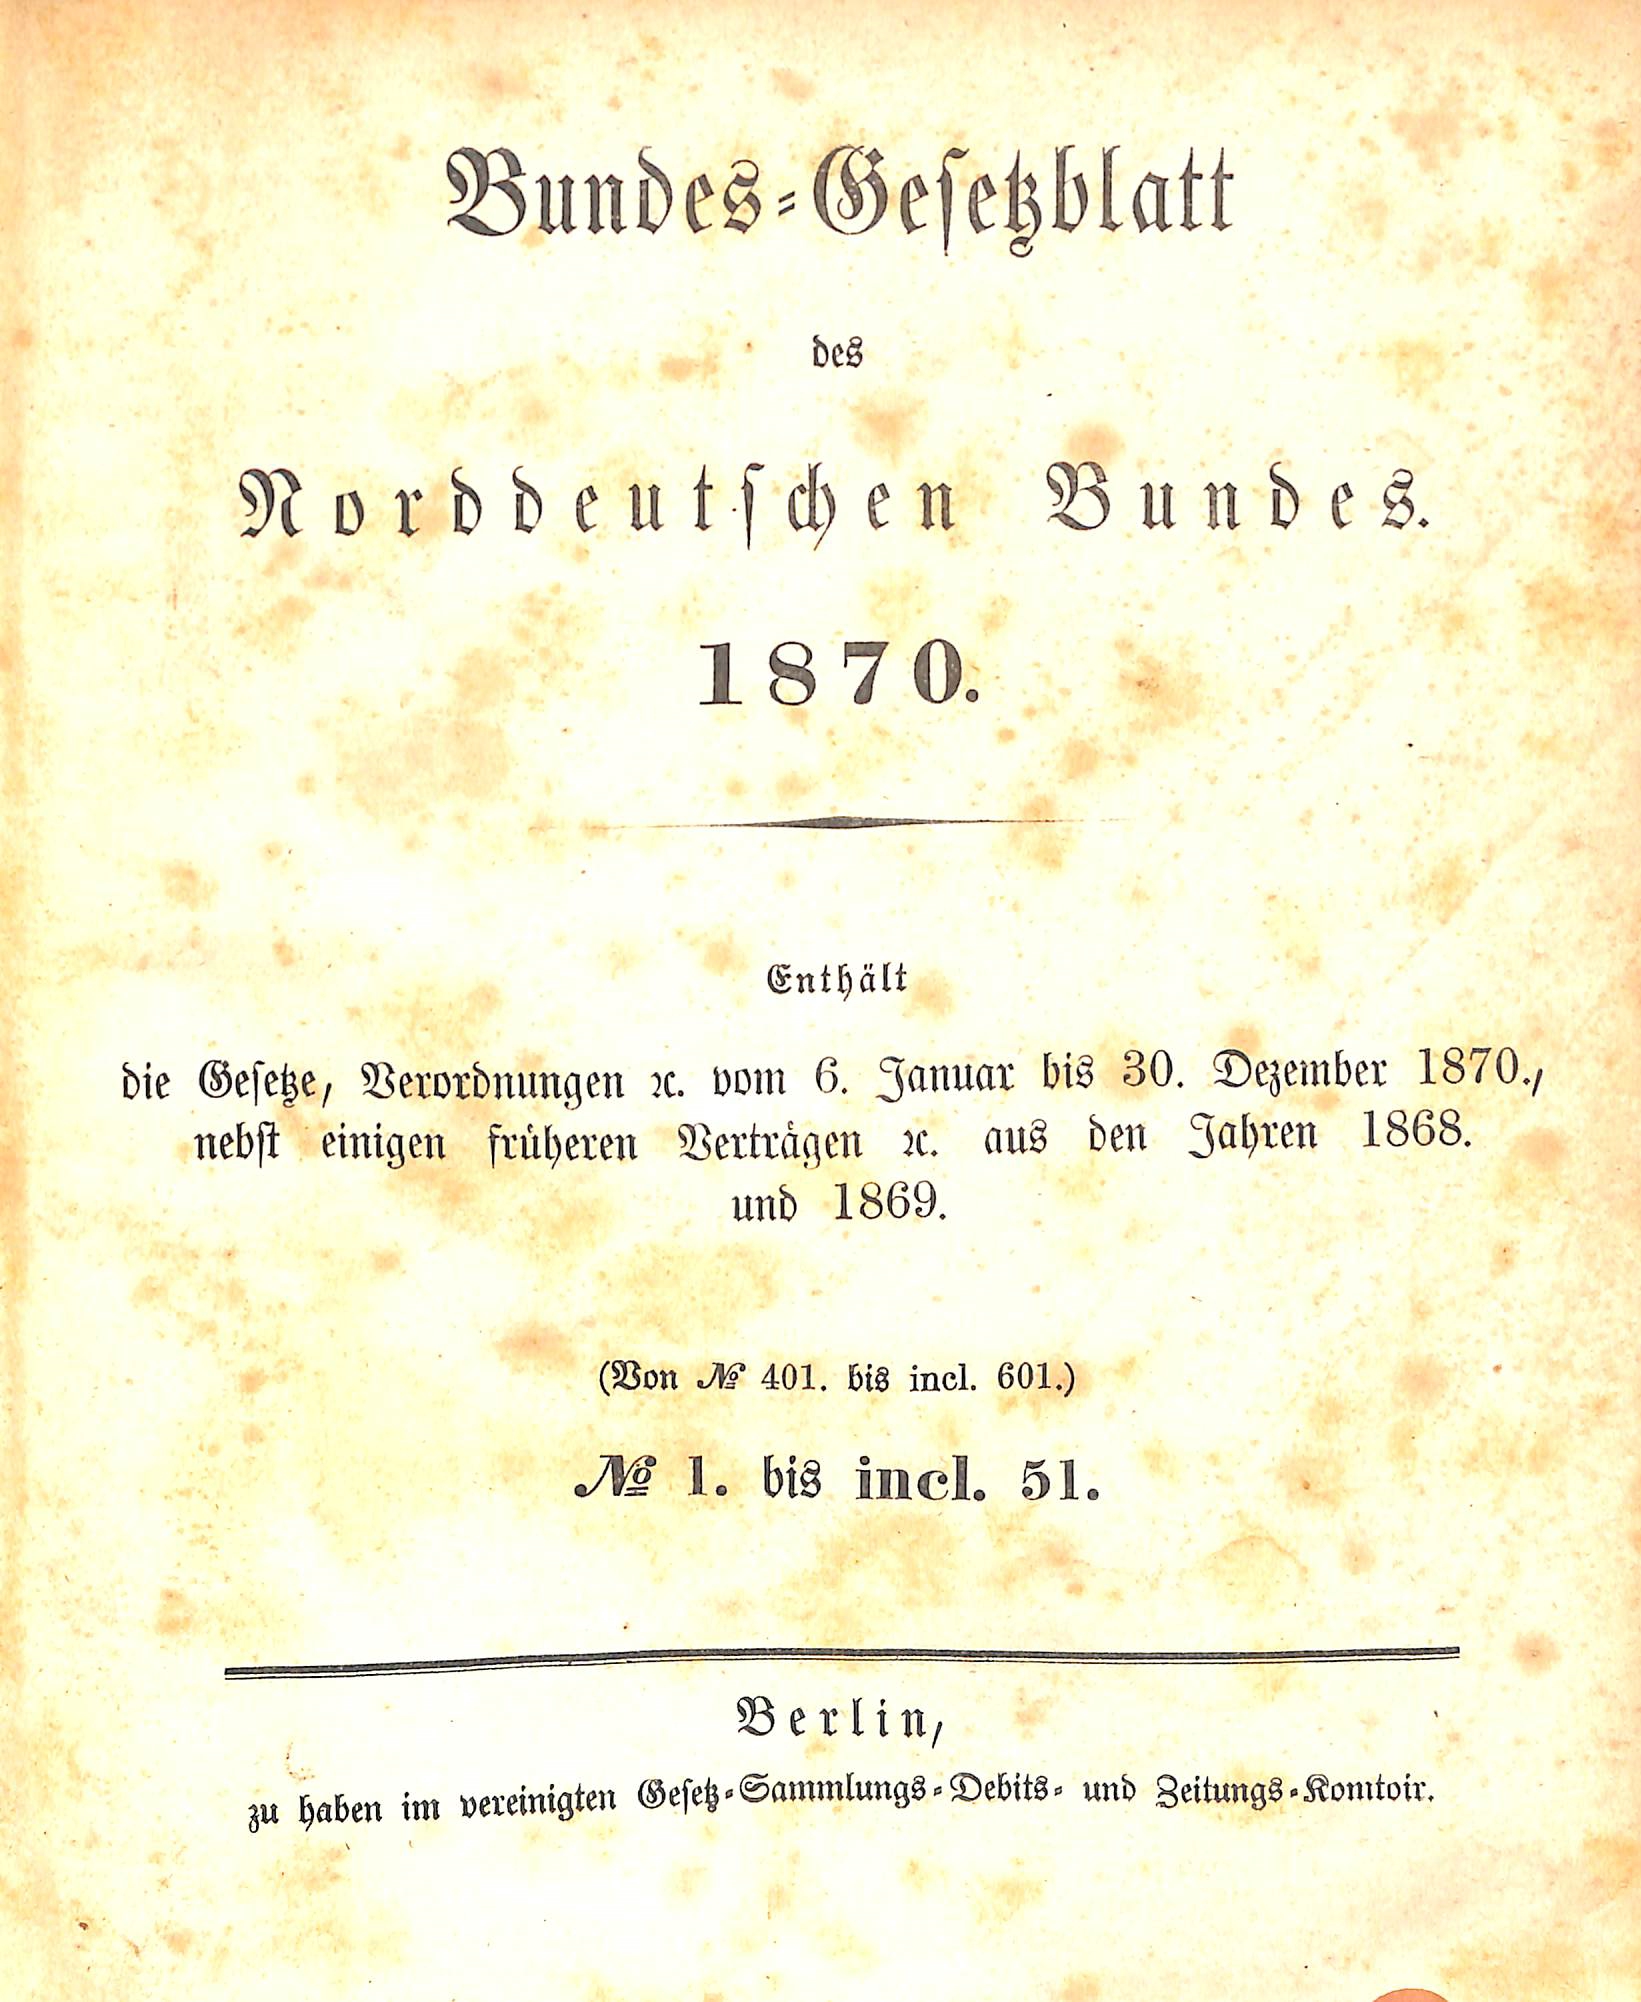 Bundes-Gesetzblatt
des
Norddeutschen Bundes.
1870.
Enthält
die Gesetze, Verordnungen ꝛc. vom 6. Januar bis 30. Dezember 1870.,
nebst einigen früheren Verträgen ꝛc. aus den Jahren 1868.
und 1869.
(Von № 401. bis incl. 601.)
№ 1. bis incl. 51.
Berlin,
zu haben im vereinigten Gesetz-Sammlungs-Debits- und Zeitungs-Komtoir.